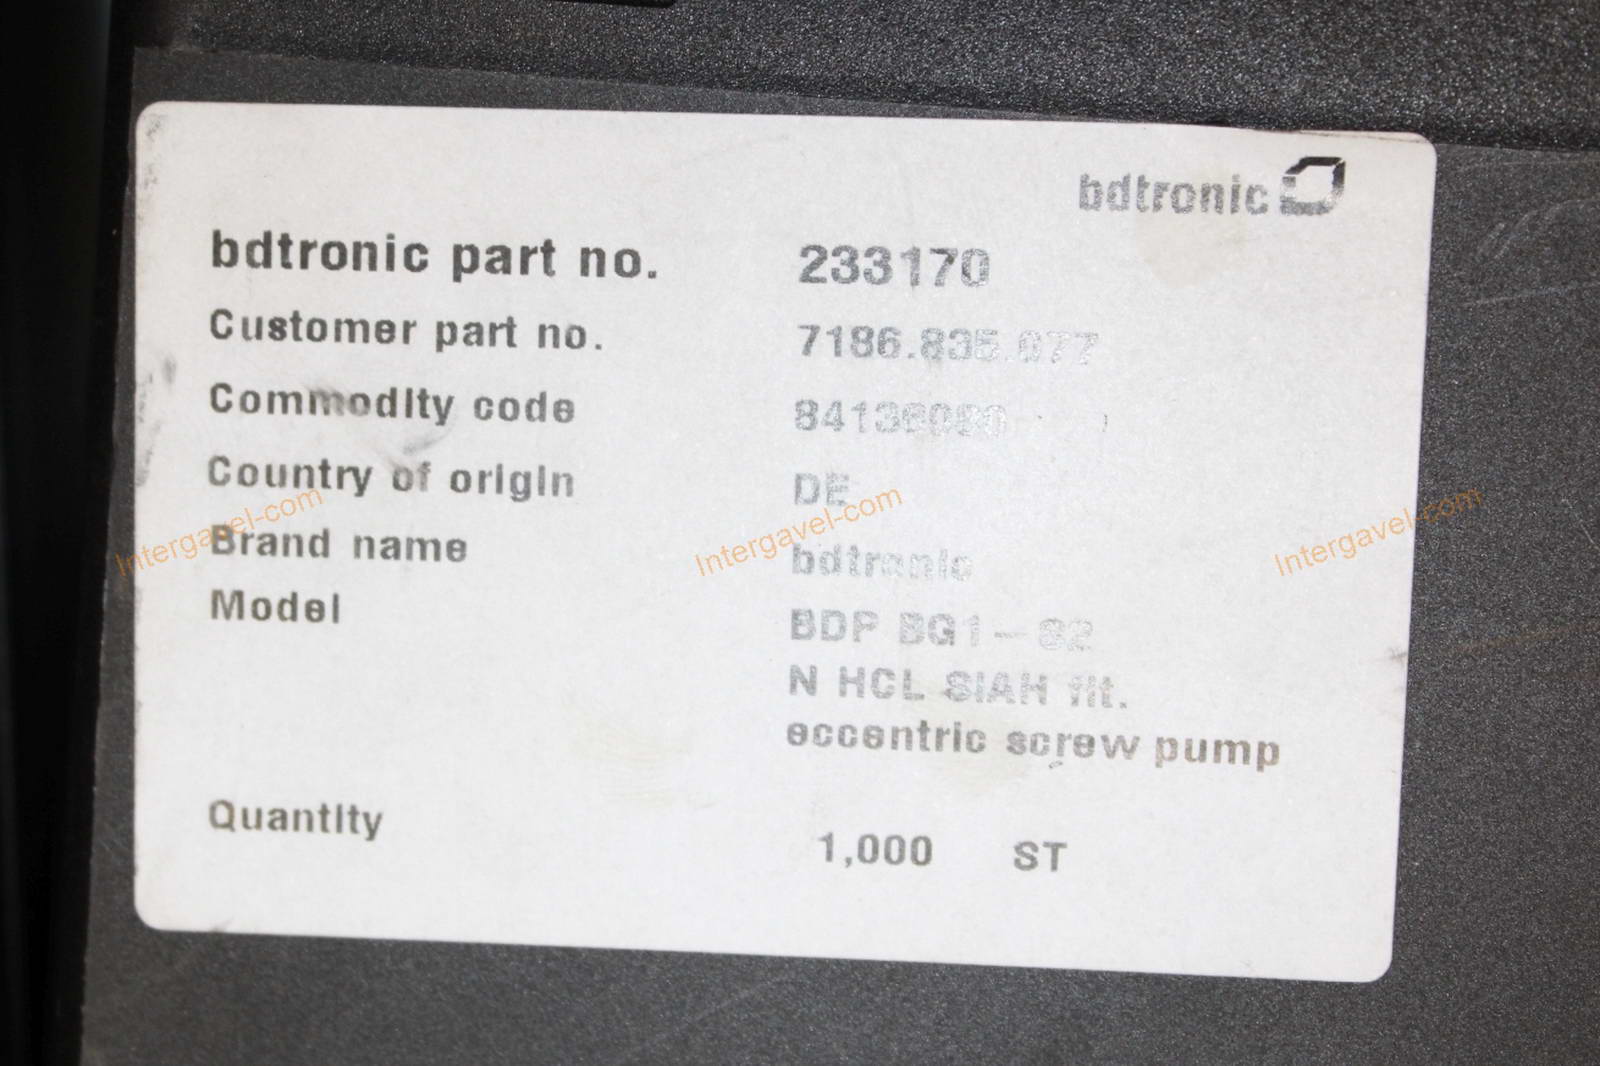 bdtronic
bdtronic part no. 233170
Customer part no. 7186.835.077
Commodity code 84136080
Country of origin DE
Brand name bdtronic
Model BDP BG1-
N HCL SIAH flt.
eccentric screw pump
Quantity 1,000 ST
Intergavel-com Intergavel-com Intergavel-com